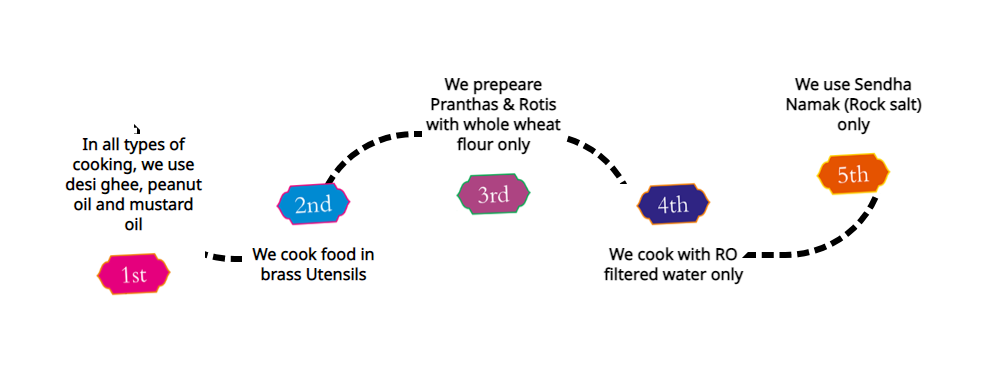 In all types of
cooking, we use
desi ghee, peanut
oil and mustard
oil
1st
2nd
We cook food in
brass Utensils
We prepeare
Pranthas & Rotis
with whole wheat
flour only
3rd
4th
We cook with RO
filtered water only
We use Sendha
Namak (Rock salt)
only
5th